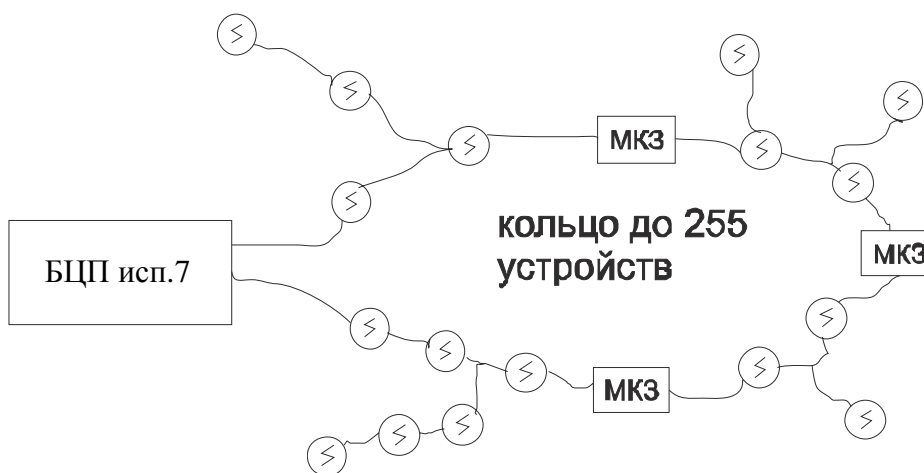 МКЗ
кольцо до 255
устройств
МКЗ
БЦП исп.7
МКЗ